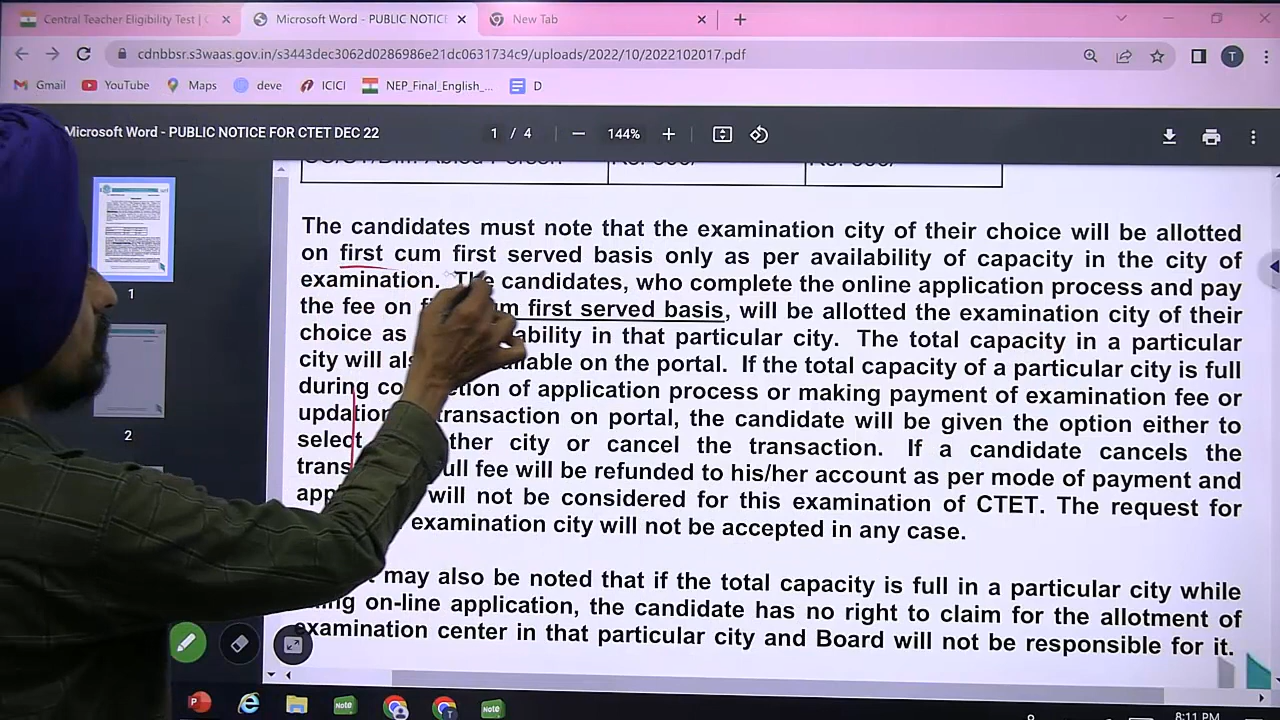 Central Teacher Eligibility Test |
Microsoft Word - PUBLIC NOTICE
New Tab
cdnbbsr.s3waas.gov.in/s3443dec3062d0286986e21dc0631734c9/uploads/2022/10/2022102017.pdf
T
Gmail YouTube Maps deve ICICI NEP_Final_English_... D
Microsoft Word - PUBLIC NOTICE FOR CTET DEC 22
1 / 4
144%
The candidates must note that the examination city of their choice will be allotted
on first cum first served basis only as per availability of capacity in the city of
examination. The candidates, who complete the online application process and pay
the fee on first served basis, will be allotted the examination city of their
choice as ability in that particular city. The total capacity in a particular
city will available on the portal. If the total capacity of a particular city is full
during of application process or making payment of examination fee or
updation transaction on portal, the candidate will be given the option either to
select other city or cancel the transaction. If a candidate cancels the
full fee will be refunded to his/her account as per mode of payment and
will not be considered for this examination of CTET. The request for
examination city will not be accepted in any case.
may also be noted that if the total capacity is full in a particular city while
on-line application, the candidate has no right to claim for the allotment of
examination center in that particular city and Board will not be responsible for it.
1
2
Note
T
Note
8:11 PM